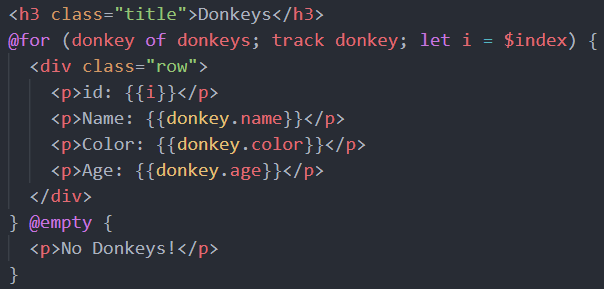 <h3 class="title">Donkeys</h3>
@for (donkey of donkeys; track donkey; let i = $index) {
  <div class="row">
    <p>id: {{i}}</p>
    <p>Name: {{donkey.name}}</p>
    <p>Color: {{donkey.color}}</p>
    <p>Age: {{donkey.age}}</p>
  </div>
} @empty {
  <p>No Donkeys!</p>
}